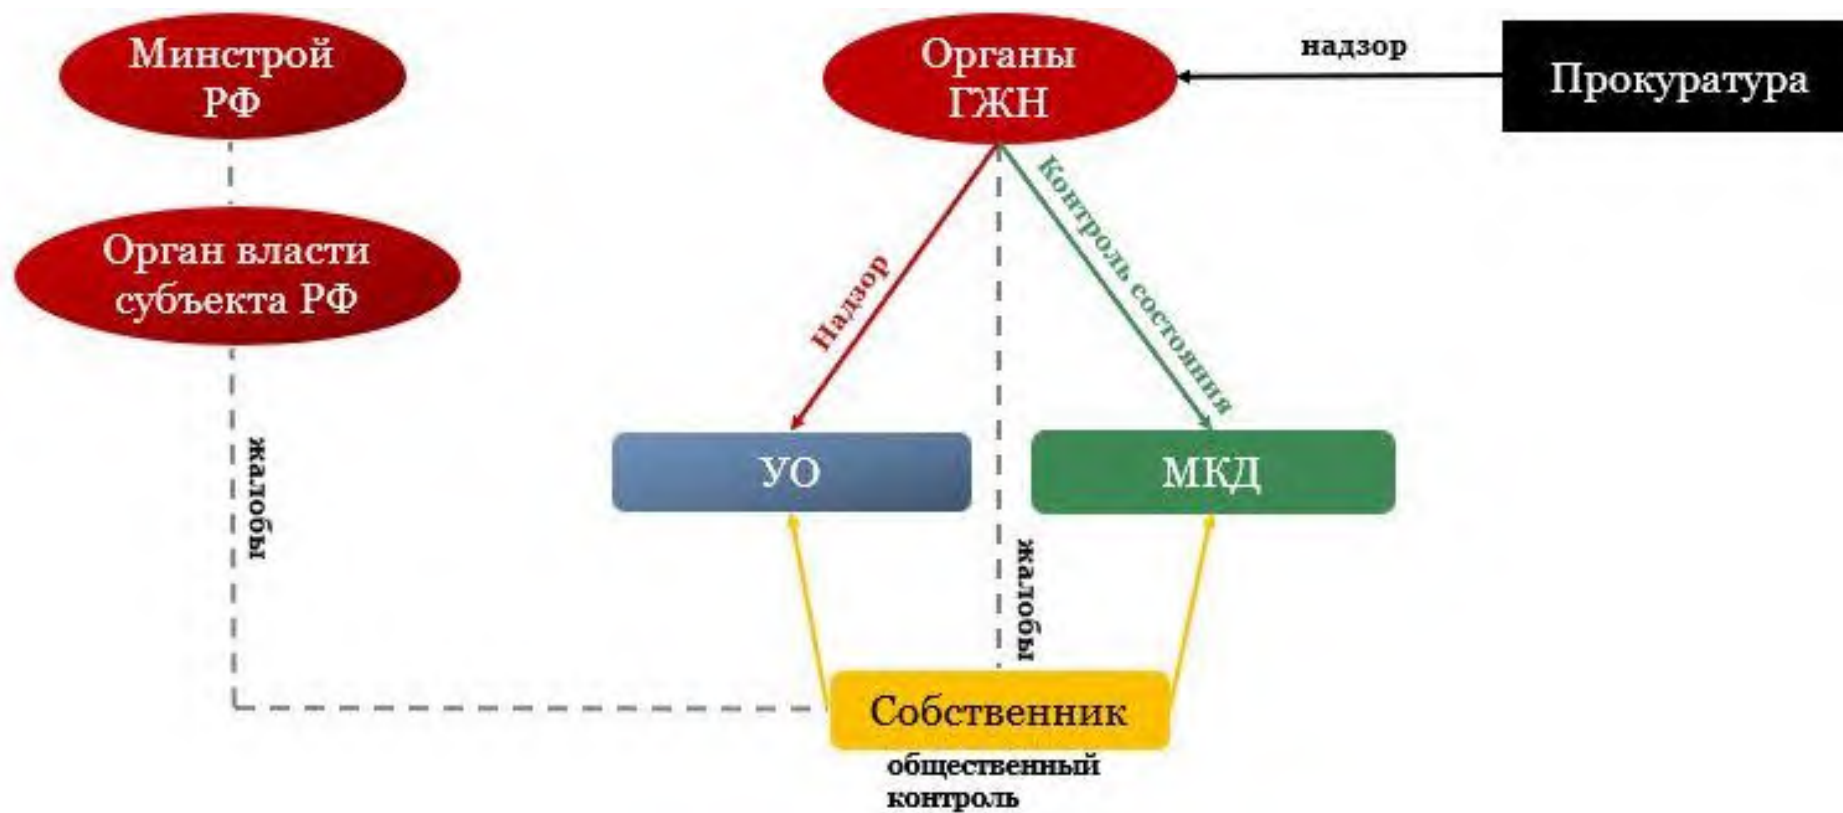 Минстрой
РФ
Органы
ГЖН
надзор
Прокуратура
Орган власти
субъекта РФ
Надзор
Контроль состояния
жалобы
УО
МКД
жалобы
Собственник
общественный
контроль